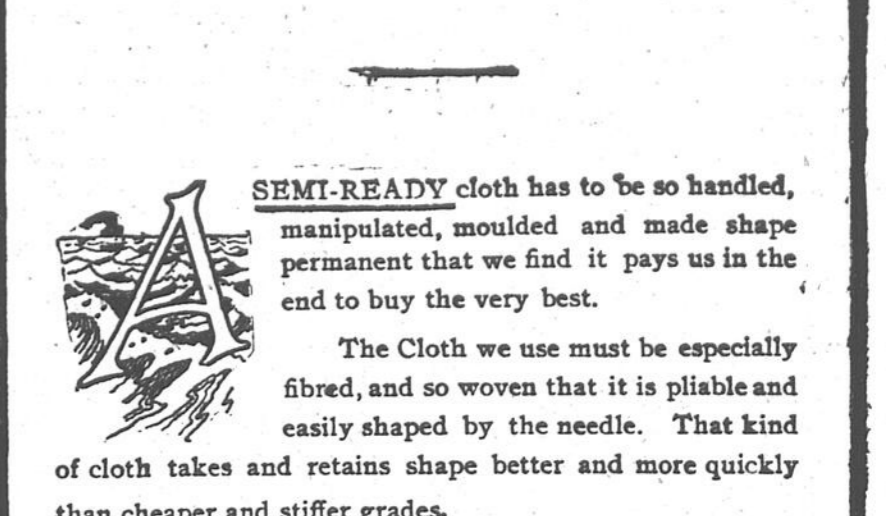 A SEMI-READY cloth has to be so handled,
manipulated, moulded and made shape
permanent that we find it pays us in the
end to buy the very best.
The Cloth we use must be especially
fibred, and so woven that it is pliable and
easily shaped by the needle. That kind
of cloth takes and retains shape better and more quickly
than cheaper and stiffer grades.